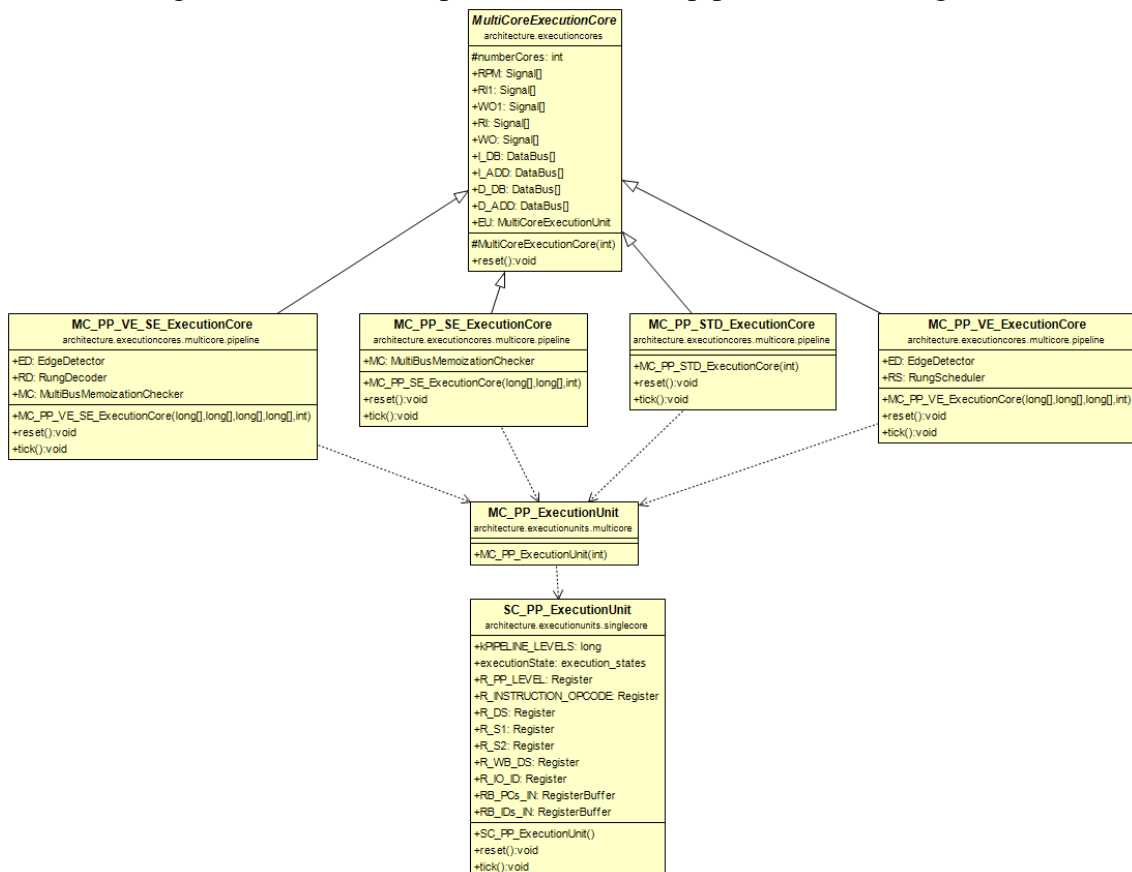 MultiCoreExecutionCore
architecture.executioncores
#numberCores: int
+RPM: Signal[]
+RI1: Signal[]
+WO1: Signal[]
+RI: Signal[]
+WO: Signal[]
+I_DB: DataBus[]
+I_ADD: DataBus[]
+D_DB: DataBus[]
+D_ADD: DataBus[]
+EU: MultiCoreExecutionUnit
#MultiCoreExecutionCore(int)
+reset():void
MC_PP_VE_SE_ExecutionCore
architecture.executioncores.multicore.pipeline
+ED: EdgeDetector
+RD: RungDecoder
+MC: MultiBusMemoizationChecker
+MC_PP_VE_SE_ExecutionCore(long[],long[],long[],long[],int)
+reset():void
+tick():void
MC_PP_SE_ExecutionCore
architecture.executioncores.multicore.pipeline
+MC: MultiBusMemoizationChecker
+MC_PP_SE_ExecutionCore(long[],long[],int)
+reset():void
+tick():void
MC_PP_STD_ExecutionCore
architecture.executioncores.multicore.pipeline
+MC_PP_STD_ExecutionCore(int)
+reset():void
+tick():void
MC_PP_VE_ExecutionCore
architecture.executioncores.multicore.pipeline
+ED: EdgeDetector
+RS: RungScheduler
+MC_PP_VE_ExecutionCore(long[],long[],long[],int)
+reset():void
+tick():void
MC_PP_ExecutionUnit
architecture.executionunits.multicore
+MC_PP_ExecutionUnit(int)
SC_PP_ExecutionUnit
architecture.executionunits.singlecore
+kPIPELINE_LEVELS: long
+executionState: execution_states
+R_PP_LEVEL: Register
+R_INSTRUCTION_OPCODE: Register
+R_DS: Register
+R_S1: Register
+R_S2: Register
+R_WB_DS: Register
+R_IO_ID: Register
+RB_PCs_IN: RegisterBuffer
+RB_IDs_IN: RegisterBuffer
+SC_PP_ExecutionUnit()
+reset():void
+tick():void